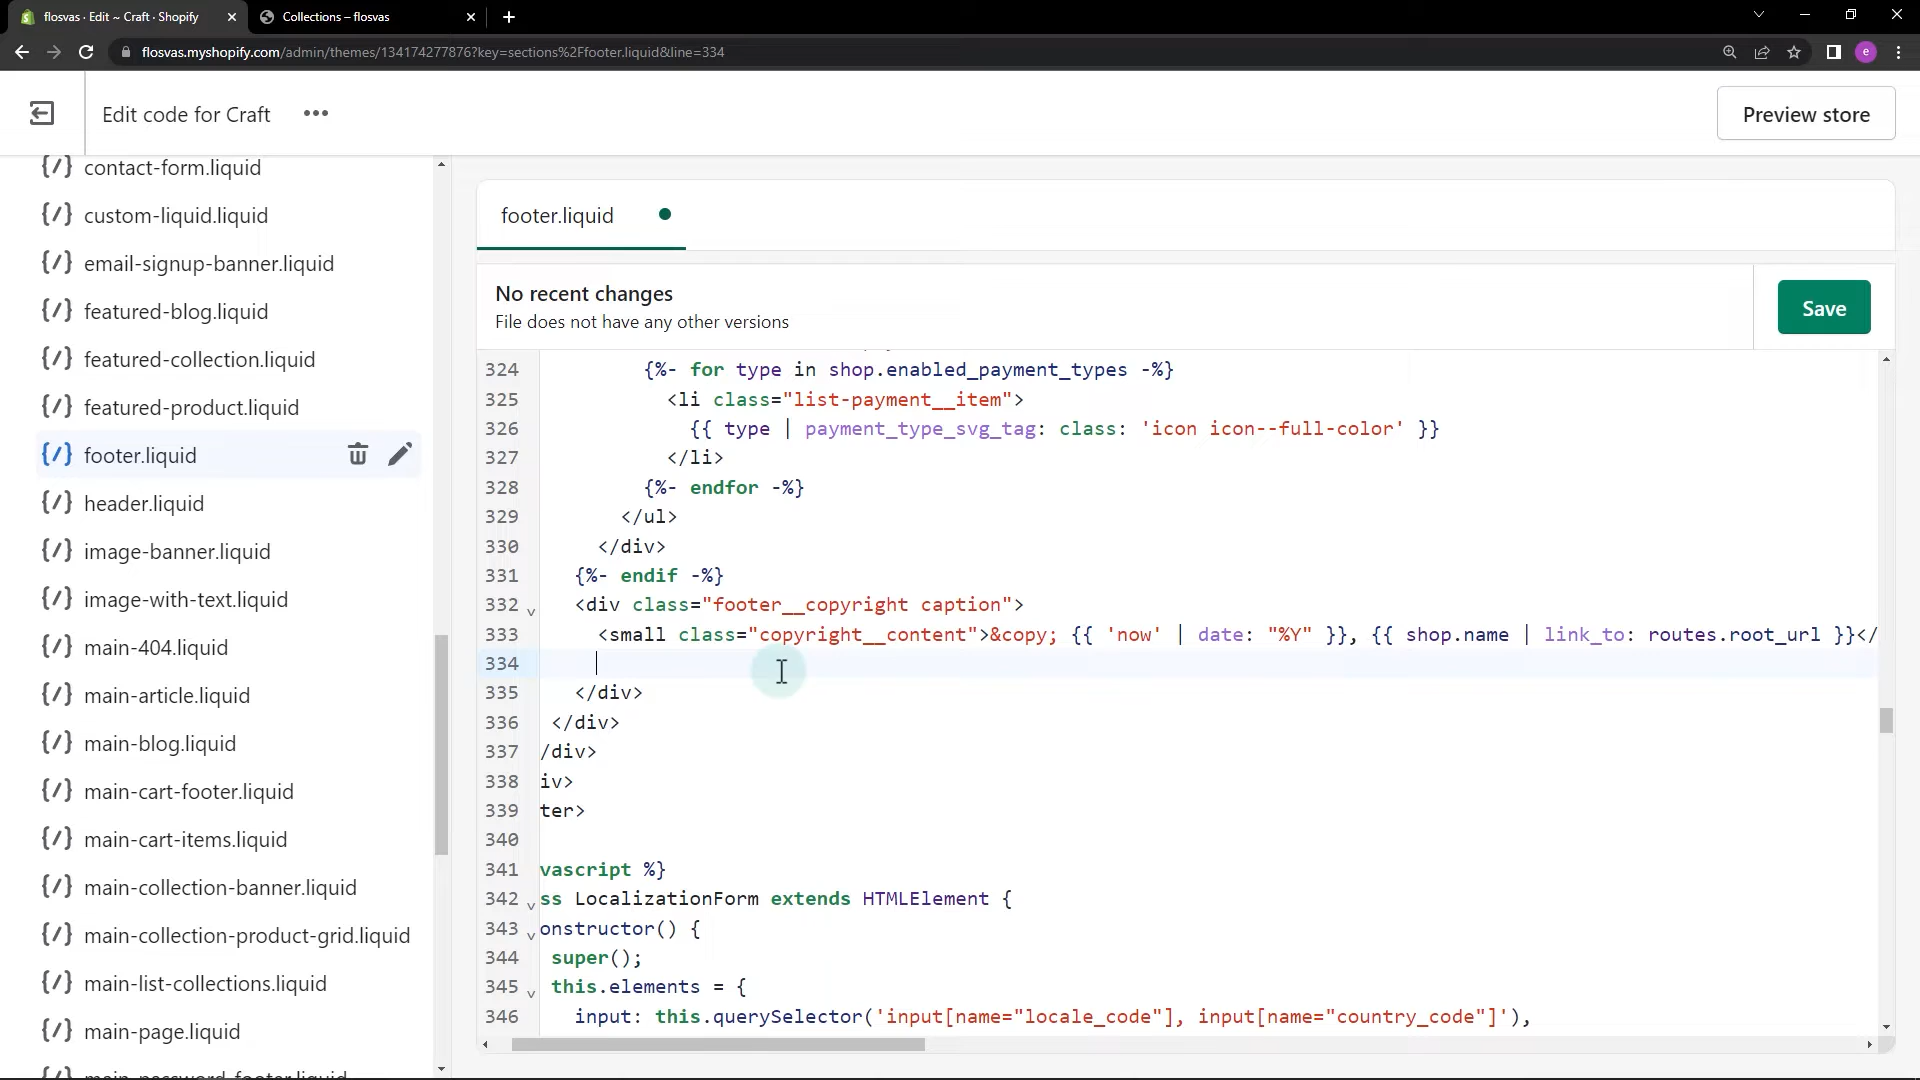 flosvas · Edit ~ Craft · Shopify
Collections – flosvas
flosvas.myshopify.com/admin/themes/134174277876?key=sections%2Ffooter.liquid&line=334
e
Edit code for Craft
Preview store
{/} contact-form.liquid
{/} custom-liquid.liquid
{/} email-signup-banner.liquid
{/} featured-blog.liquid
{/} featured-collection.liquid
{/} featured-product.liquid
{/} footer.liquid
{/} header.liquid
{/} image-banner.liquid
{/} image-with-text.liquid
{/} main-404.liquid
{/} main-article.liquid
{/} main-blog.liquid
{/} main-cart-footer.liquid
{/} main-cart-items.liquid
{/} main-collection-banner.liquid
{/} main-collection-product-grid.liquid
{/} main-list-collections.liquid
{/} main-page.liquid
{/} main-password-footer.liquid
footer.liquid
No recent changes
File does not have any other versions
Save
324 {%- for type in shop.enabled_payment_types -%}
325 <li class="list-payment__item">
326 {{ type | payment_type_svg_tag: class: 'icon icon--full-color' }}
327 </li>
328 {%- endfor -%}
329 </ul>
330 </div>
331 {%- endif -%}
332 <div class="footer__copyright caption">
333 <small class="copyright__content">&copy; {{ 'now' | date: "%Y" }}, {{ shop.name | link_to: routes.root_url }}</
334
335 </div>
336 </div>
337 /div>
338 iv>
339 ter>
340
341 vascript %}
342 ss LocalizationForm extends HTMLElement {
343 onstructor() {
344 super();
345 this.elements = {
346 input: this.querySelector('input[name="locale_code"], input[name="country_code"]'),